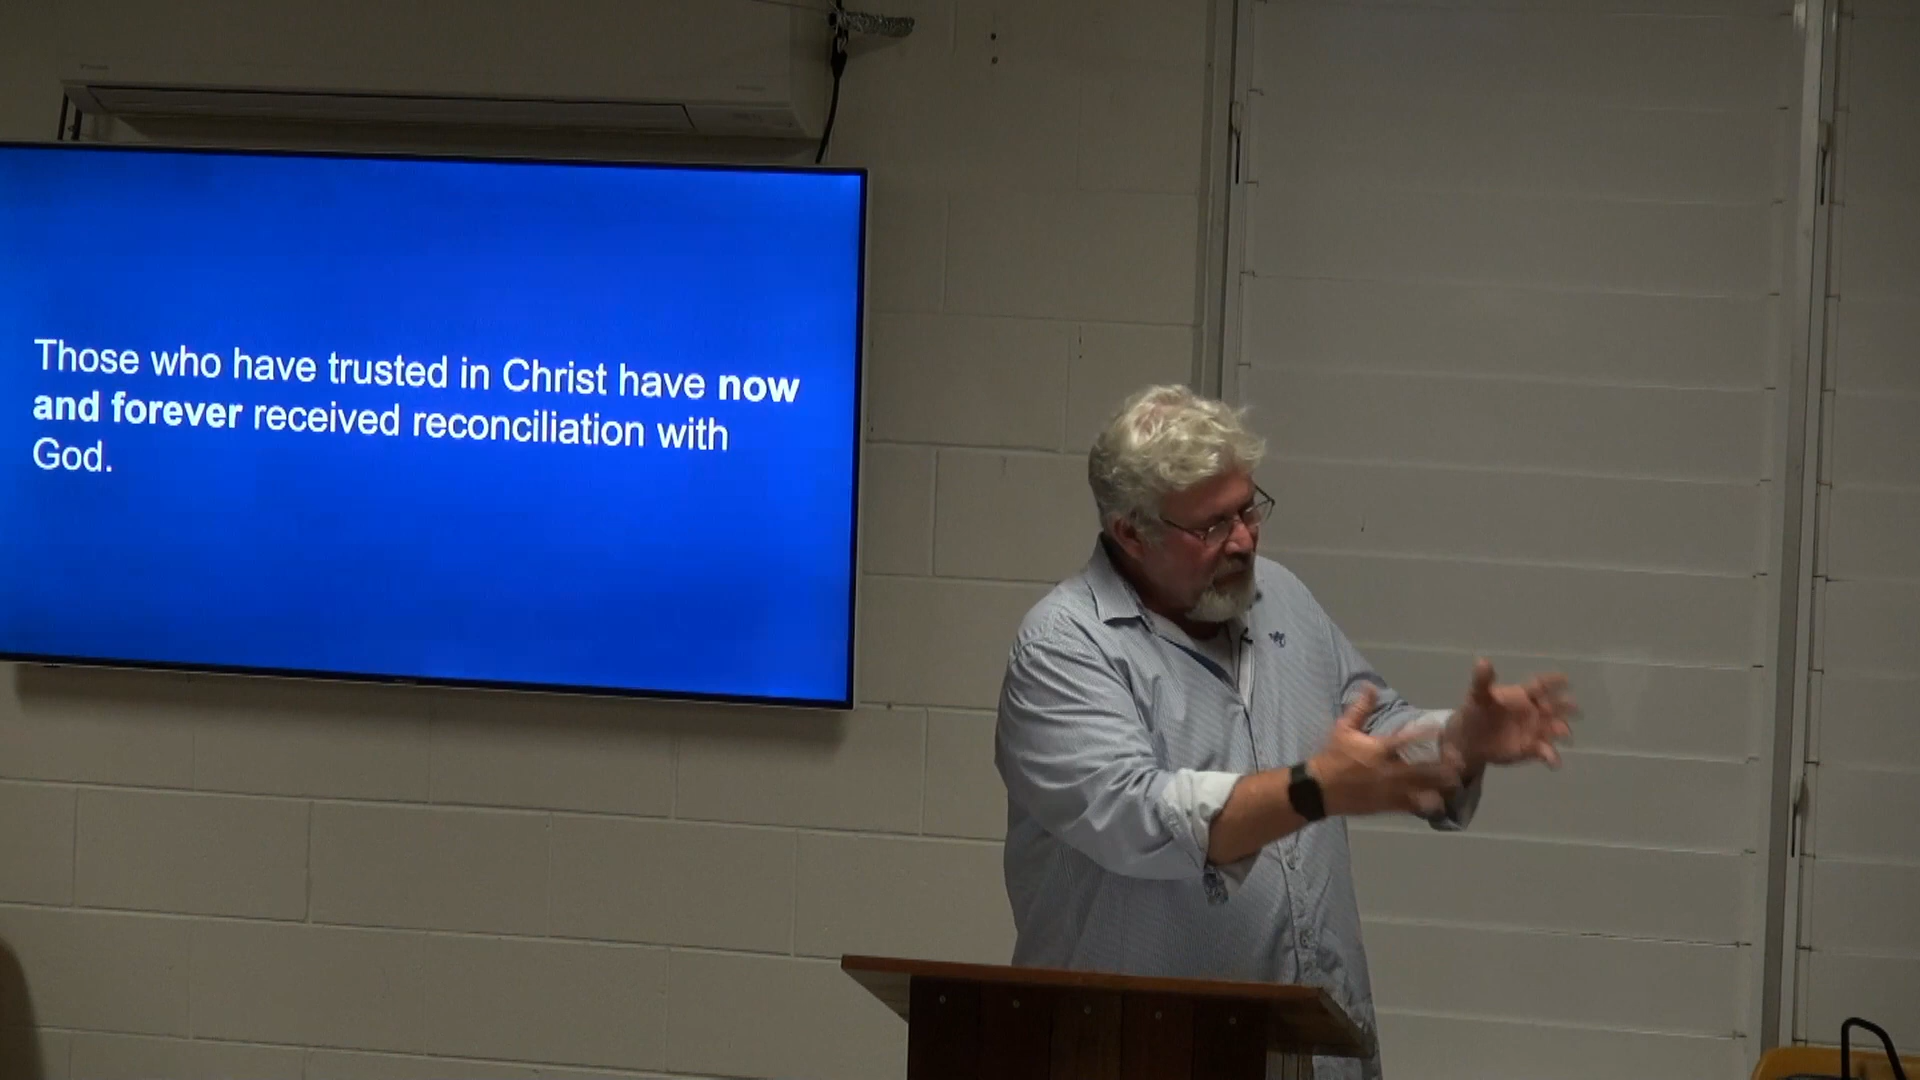 Those who have trusted in Christ have now
and forever received reconciliation with
God.